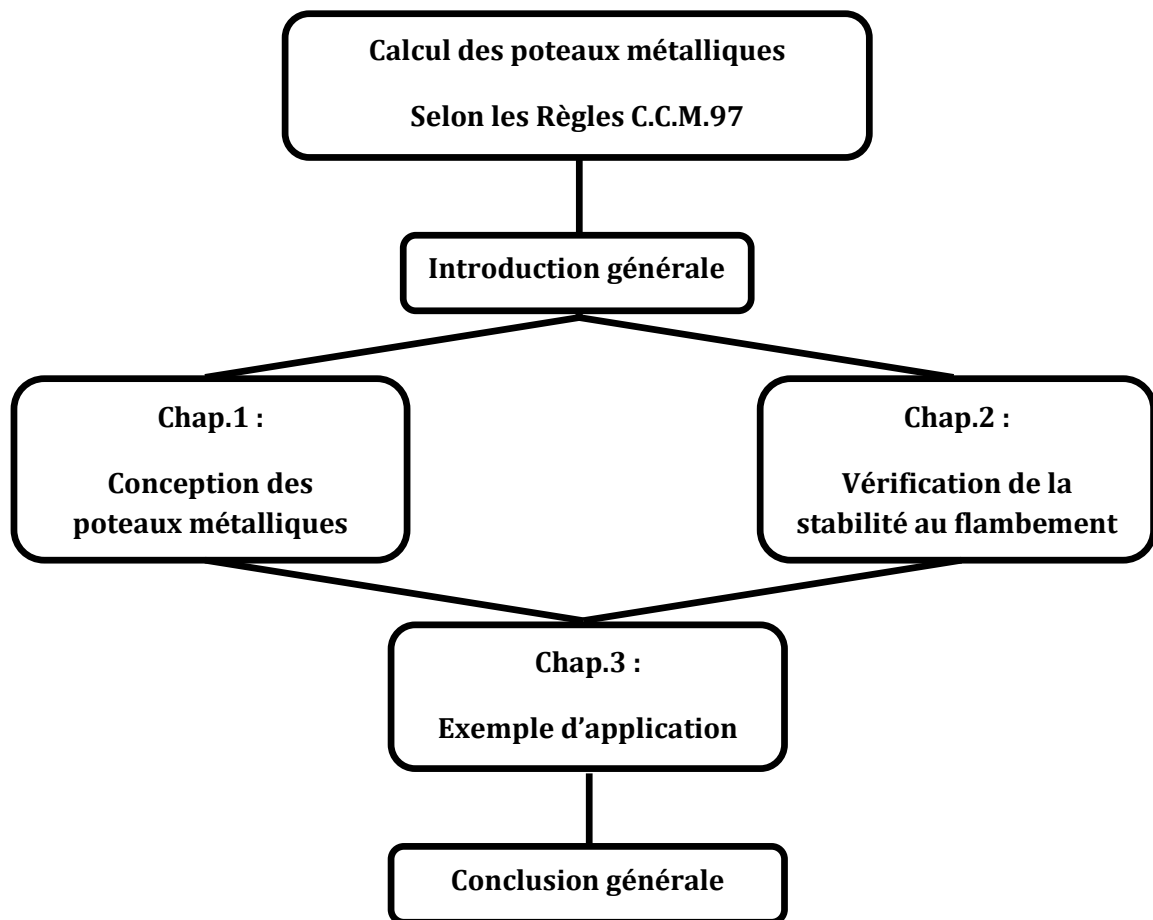 Calcul des poteaux métalliques
Selon les Règles C.C.M.97
Introduction générale
Chap.1 :
Conception des
poteaux métalliques
Chap.2 :
Vérification de la
stabilité au flambement
Chap.3 :
Exemple d’application
Conclusion générale